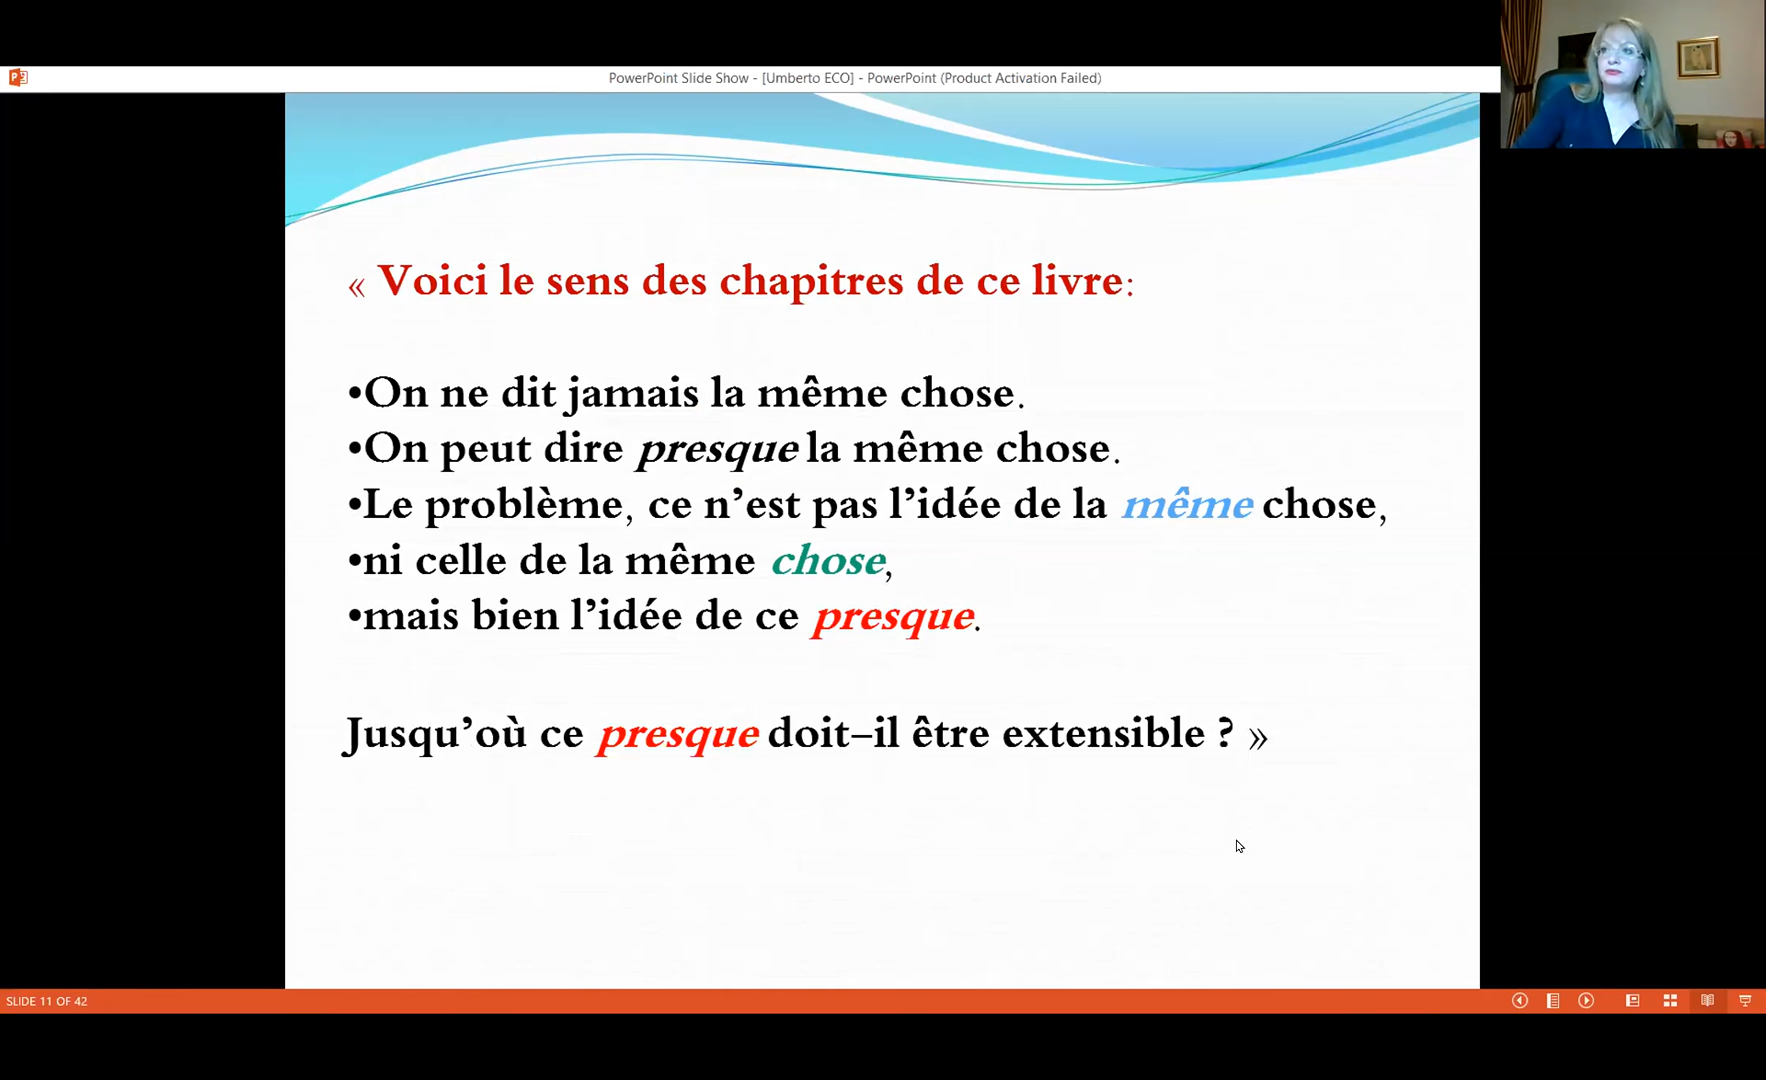 PowerPoint Slide Show - [Umberto ECO] - PowerPoint (Product Activation Failed)
« Voici le sens des chapitres de ce livre:
•On ne dit jamais la même chose.
•On peut dire presque la même chose.
•Le problème, ce n’est pas l’idée de la même chose,
•ni celle de la même chose,
•mais bien l’idée de ce presque.
Jusqu’où ce presque doit–il être extensible ? »
SLIDE 11 OF 42